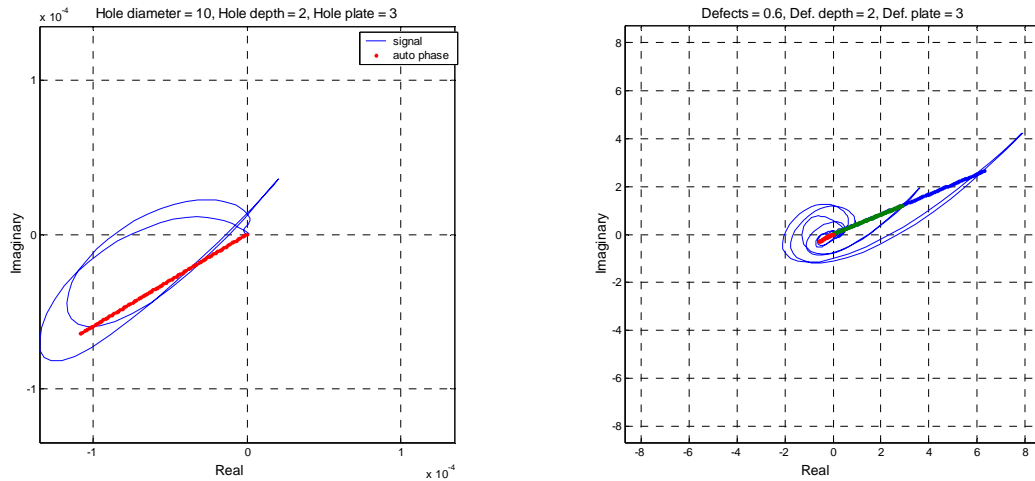 x 10⁻⁴
Hole diameter = 10, Hole depth = 2, Hole plate = 3
signal
auto phase
1
0
-1
Imaginary
-1 0 1
Real
x 10⁻⁴
Defects = 0.6, Def. depth = 2, Def. plate = 3
8
6
4
2
0
-2
-4
-6
-8
Imaginary
-8 -6 -4 -2 0 2 4 6 8
Real